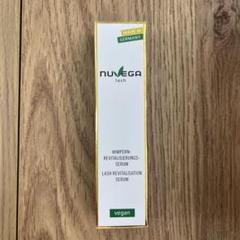 MADE IN
GERMANY
NUVEGA
lash
WIMPERN-
REVITALISIERUNGS-
SERUM
LASH REVITALISATION
SERUM
vegan